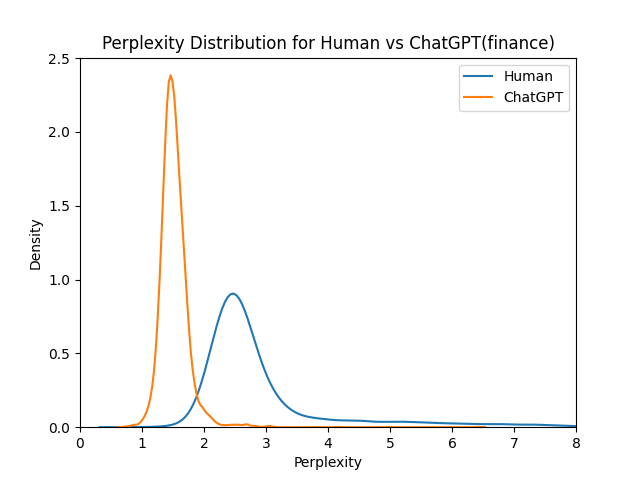 Perplexity Distribution for Human vs ChatGPT(finance)
Human
ChatGPT
2.5
2.0
1.5
1.0
0.5
0.0
Density
0 1 2 3 4 5 6 7 8
Perplexity